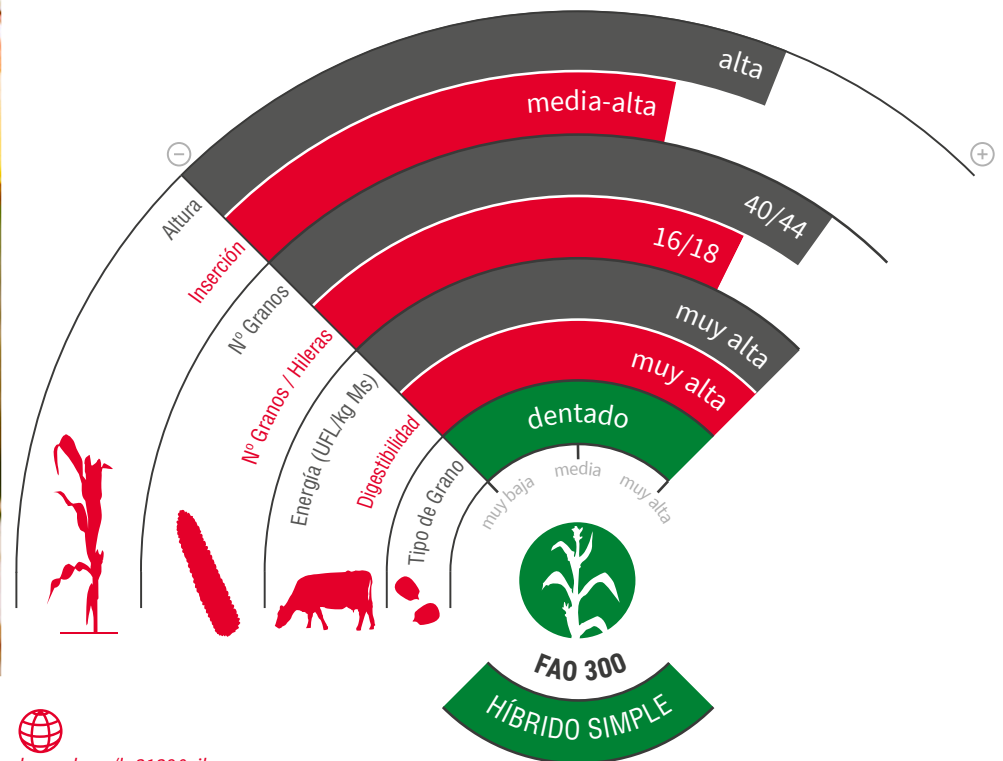 alta
media-alta
40/44
16/18
muy alta
muy alta
dentado
Altura
Inserción
Nº Granos
Nº Granos / Hileras
Energía (UFL/kg Ms)
Digestibilidad
Tipo de Grano
muy baja
media
muy alta
FAO 300
HÍBRIDO SIMPLE